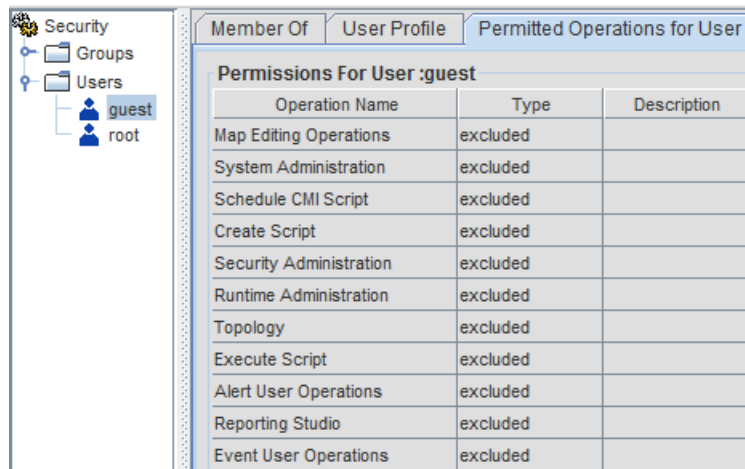 Security
Groups
Users
guest
root
Member Of User Profile Permitted Operations for User
Permissions For User :guest
Operation Name Type Description
Map Editing Operations excluded
System Administration excluded
Schedule CMI Script excluded
Create Script excluded
Security Administration excluded
Runtime Administration excluded
Topology excluded
Execute Script excluded
Alert User Operations excluded
Reporting Studio excluded
Event User Operations excluded